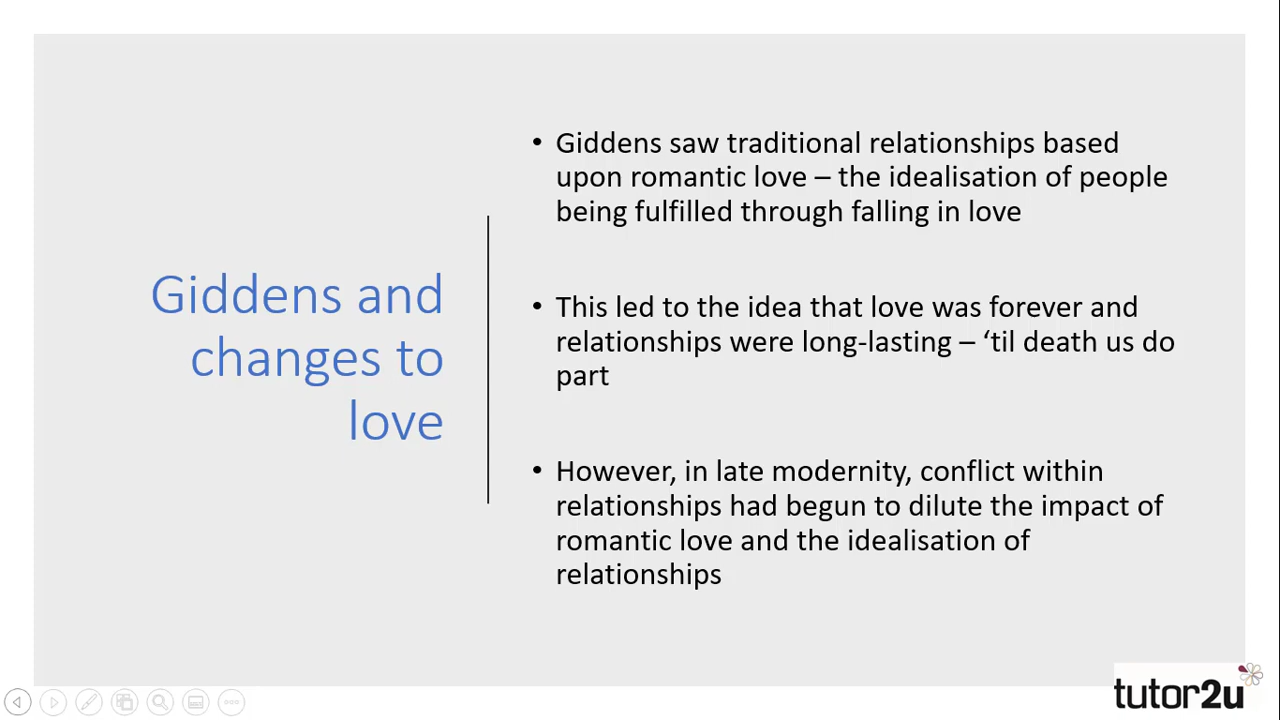 Giddens and
changes to
love
• Giddens saw traditional relationships based
upon romantic love – the idealisation of people
being fulfilled through falling in love
• This led to the idea that love was forever and
relationships were long-lasting – ‘til death us do
part
• However, in late modernity, conflict within
relationships had begun to dilute the impact of
romantic love and the idealisation of
relationships
tutor2u